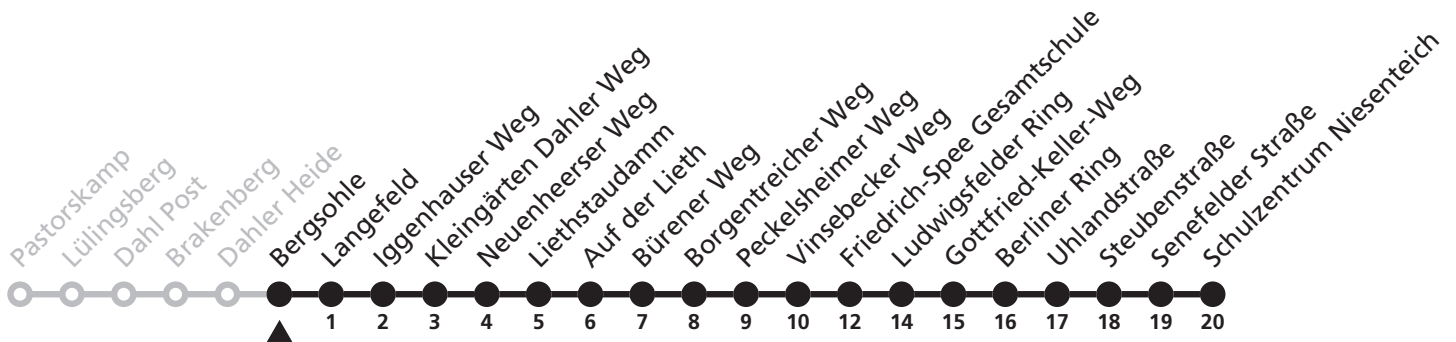 Pastorskamp
Lülingsberg
Dahl Post
Brakenberg
Dahler Heide
Bergsohle
Langefeld
Iggenhauser Weg
Kleingärten Dahler Weg
Neuenheerser Weg
Liethstaudamm
Auf der Lieth
Bürener Weg
Borgentreicher Weg
Peckelsheimer Weg
Vinsebecker Weg
Friedrich-Spee Gesamtschule
Ludwigsfelder Ring
Gottfried-Keller-Weg
Berliner Ring
Uhlandstraße
Steubenstraße
Senefelder Straße
Schulzentrum Niesenteich
1 2 3 4 5 6 7 8 9 10 12 14 15 16 17 18 19 20